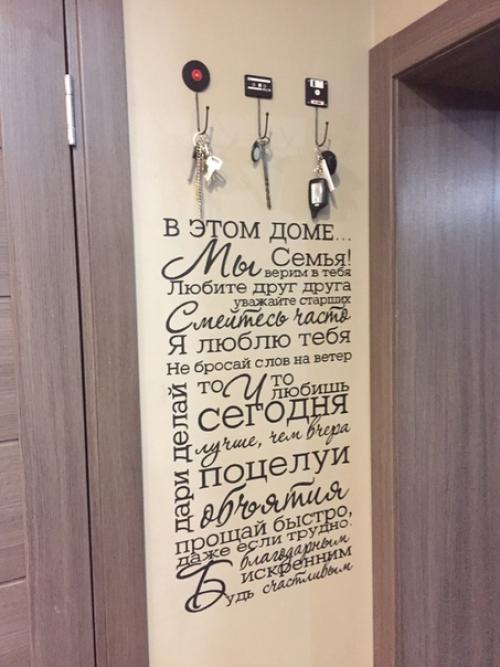 В ЭТОМ ДОМЕ...
Мы Семья!
верим в тебя
Любите друг друга
уважайте старших
Смейтесь часто
Я люблю тебя
Не бросай слов на ветер
делай то Что любишь
сегодня
лучше, чем вчера
дари поцелуи
объятия
прощай быстро,
даже если трудно.
Будь благодарным
искренним
счастливым